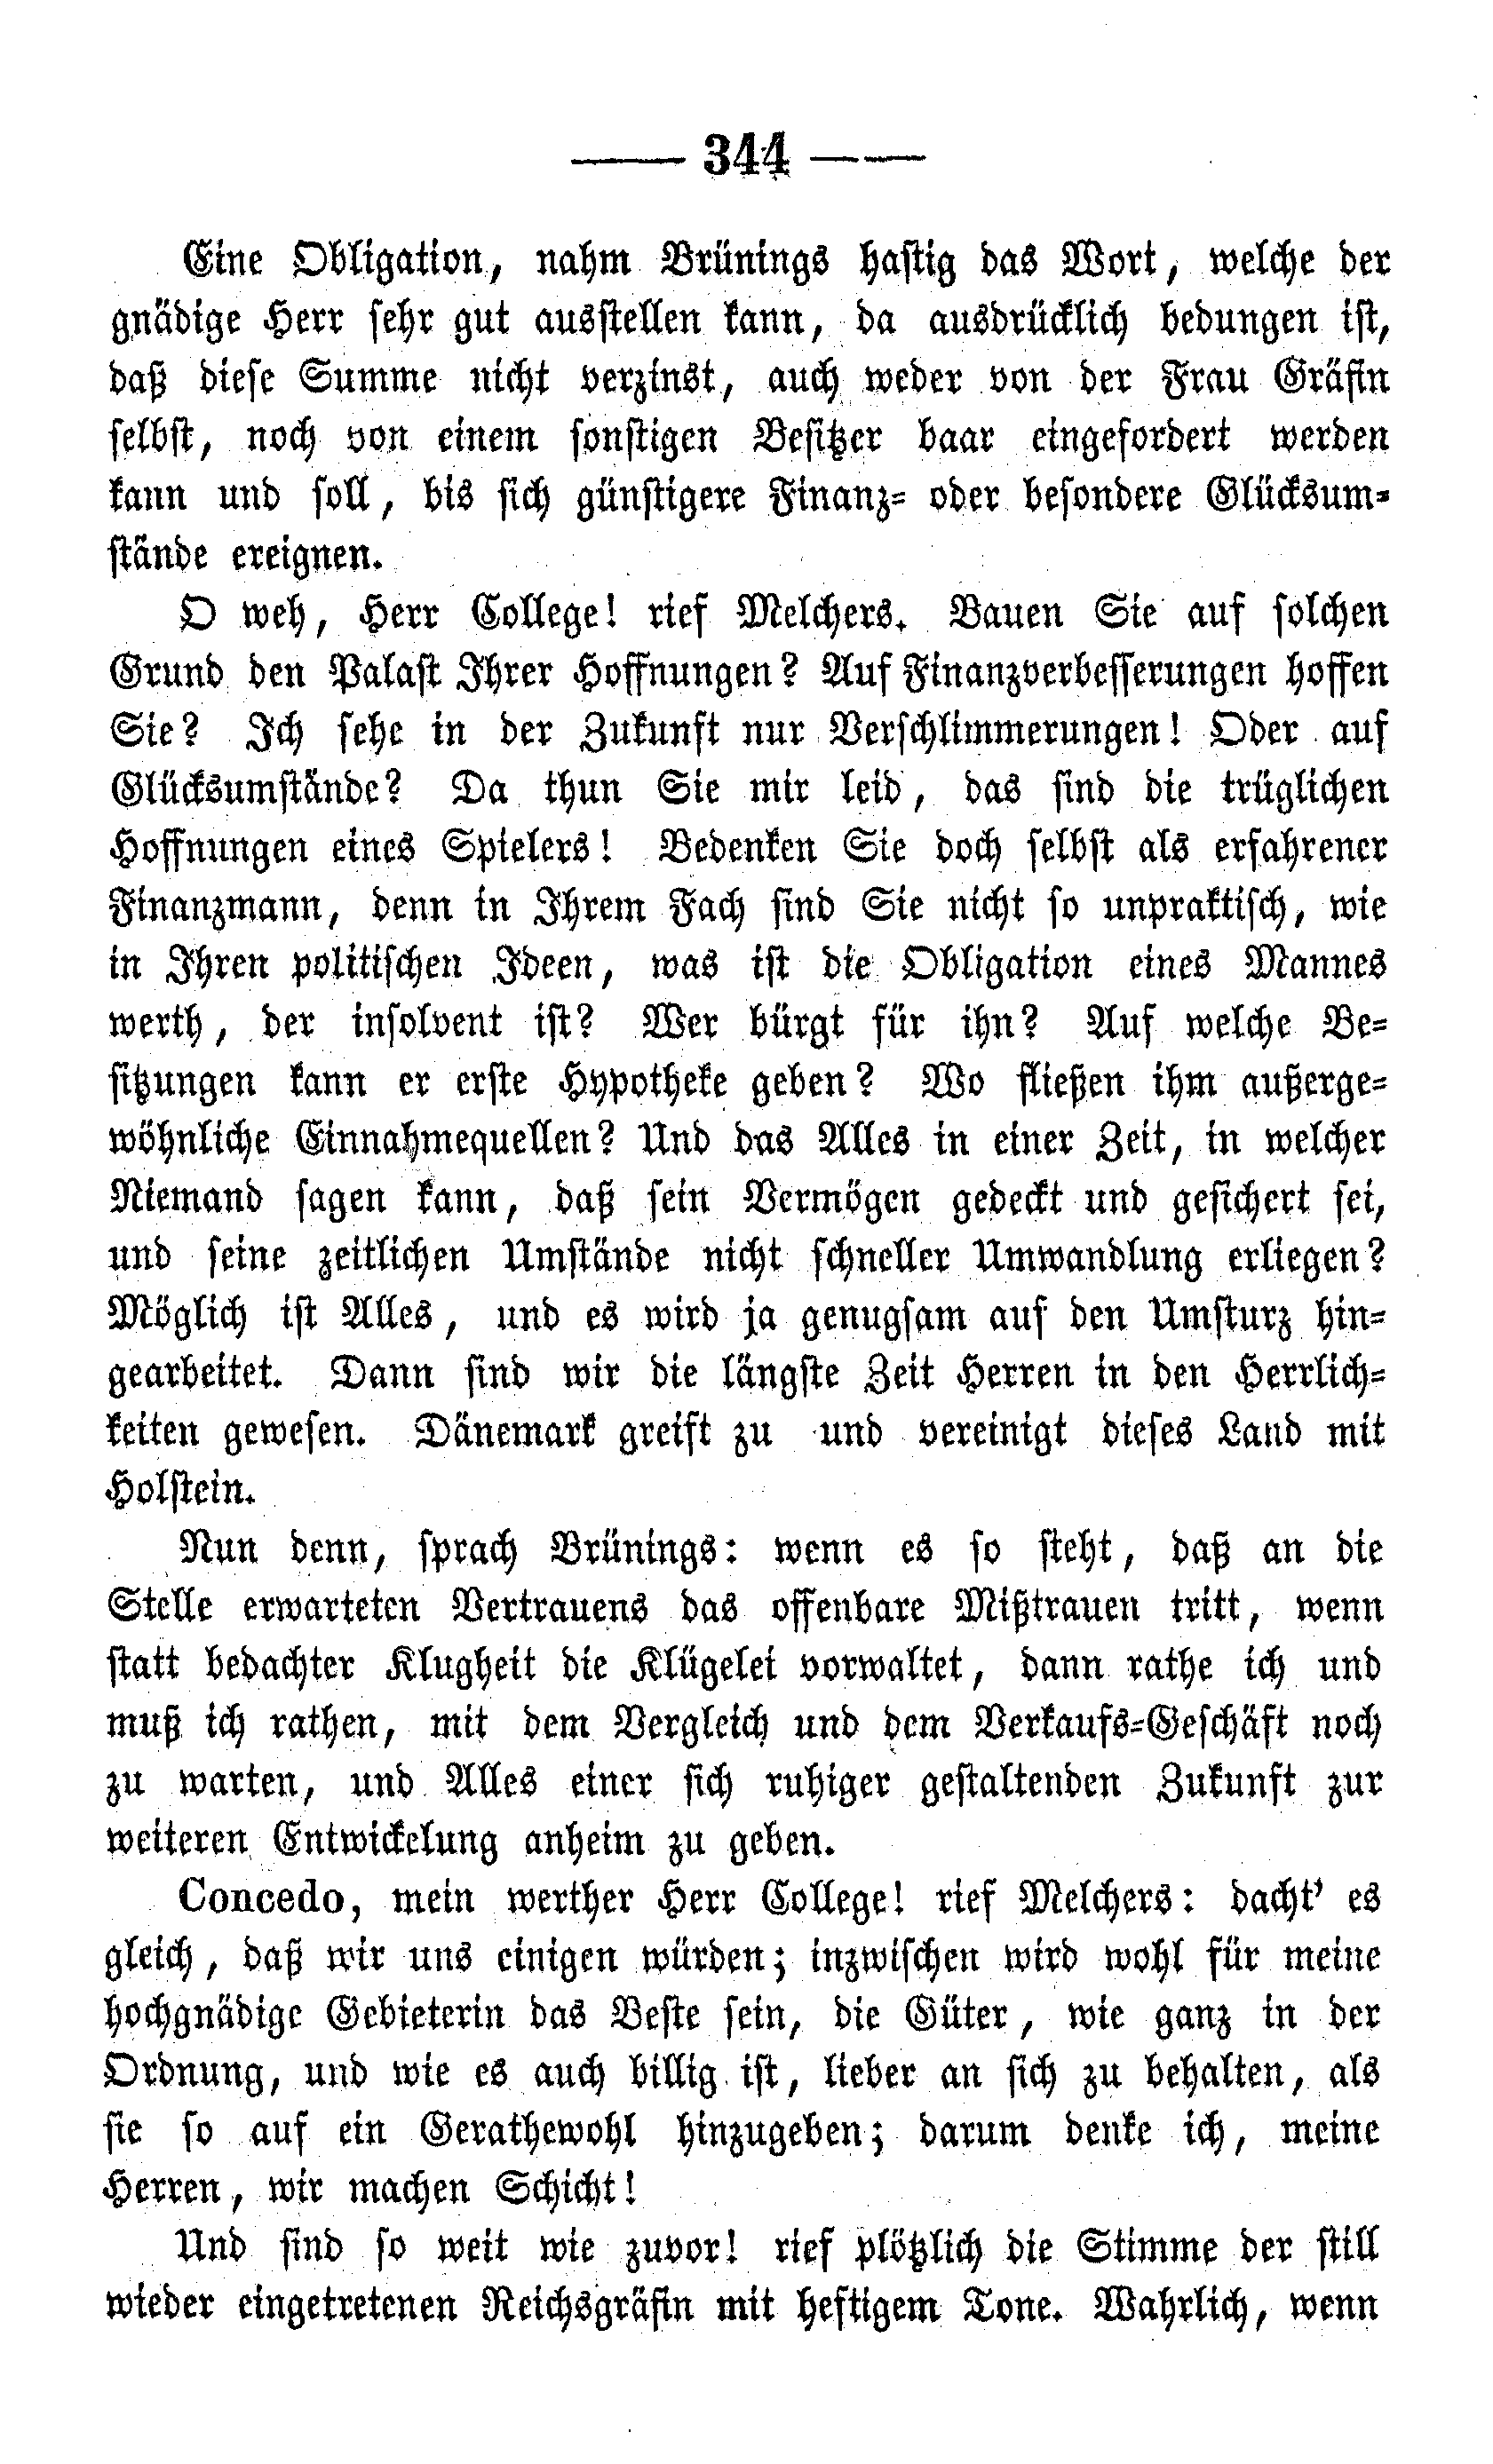 —— 344 ——
Eine Obligation, nahm Brünings hastig das Wort, welche der
gnädige Herr sehr gut ausstellen kann, da ausdrücklich bedungen ist,
daß diese Summe nicht verzinst, auch weder von der Frau Gräfin
selbst, noch von einem sonstigen Besitzer baar eingefordert werden
kann und soll, bis sich günstigere Finanz- oder besondere Glücksum-
stände ereignen.
O weh, Herr College! rief Melchers. Bauen Sie auf solchen
Grund den Palast Ihrer Hoffnungen? Auf Finanzverbesserungen hoffen
Sie? Ich sehe in der Zukunft nur Verschlimmerungen! Oder auf
Glücksumstände? Da thun Sie mir leid, das sind die trüglichen
Hoffnungen eines Spielers! Bedenken Sie doch selbst als erfahrener
Finanzmann, denn in Ihrem Fach sind Sie nicht so unpraktisch, wie
in Ihren politischen Ideen, was ist die Obligation eines Mannes
werth, der insolvent ist? Wer bürgt für ihn? Auf welche Be-
sitzungen kann er erste Hypotheke geben? Wo fließen ihm außerge-
wöhnliche Einnahmequellen? Und das Alles in einer Zeit, in welcher
Niemand sagen kann, daß sein Vermögen gedeckt und gesichert sei,
und seine zeitlichen Umstände nicht schneller Umwandlung erliegen?
Möglich ist Alles, und es wird ja genugsam auf den Umsturz hin-
gearbeitet. Dann sind wir die längste Zeit Herren in den Herrlich-
keiten gewesen. Dänemark greift zu und vereinigt dieses Land mit
Holstein.
Nun denn, sprach Brünings: wenn es so steht, daß an die
Stelle erwarteten Vertrauens das offenbare Mißtrauen tritt, wenn
statt bedachter Klugheit die Klügelei vorwaltet, dann rathe ich und
muß ich rathen, mit dem Vergleich und dem Verkaufs-Geschäft noch
zu warten, und Alles einer sich ruhiger gestaltenden Zukunft zur
weiteren Entwickelung anheim zu geben.
Concedo, mein werther Herr College! rief Melchers: dacht' es
gleich, daß wir uns einigen würden; inzwischen wird wohl für meine
hochgnädige Gebieterin das Beste sein, die Güter, wie ganz in der
Ordnung, und wie es auch billig ist, lieber an sich zu behalten, als
sie so auf ein Gerathewohl hinzugeben; darum denke ich, meine
Herren, wir machen Schicht!
Und sind so weit wie zuvor! rief plötzlich die Stimme der still
wieder eingetretenen Reichsgräfin mit heftigem Tone. Wahrlich, wenn